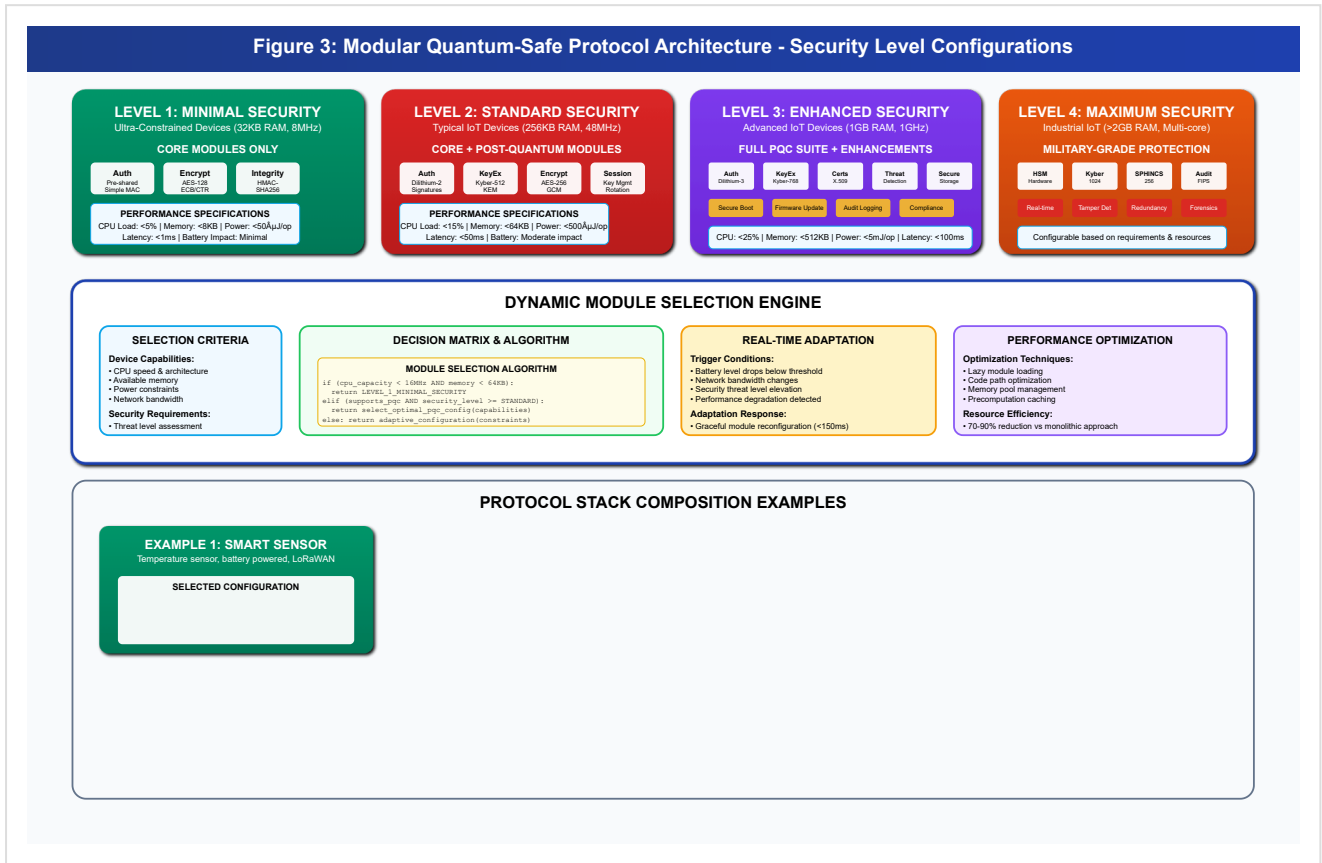 Figure 3: Modular Quantum-Safe Protocol Architecture - Security Level Configurations
LEVEL 1: MINIMAL SECURITY
Ultra-Constrained Devices (32KB RAM, 8MHz)
CORE MODULES ONLY
Auth
Pre-shared
Simple MAC
Encrypt
AES-128
ECB/CTR
Integrity
HMAC-
SHA256
PERFORMANCE SPECIFICATIONS
CPU Load: <5% | Memory: <8KB | Power: <50ÂµJ/op
Latency: <1ms | Battery Impact: Minimal
LEVEL 2: STANDARD SECURITY
Typical IoT Devices (256KB RAM, 48MHz)
CORE + POST-QUANTUM MODULES
Auth
Dilithium-2
Signatures
KeyEx
Kyber-512
KEM
Encrypt
AES-256
GCM
Session
Key Mgmt
Rotation
PERFORMANCE SPECIFICATIONS
CPU Load: <15% | Memory: <64KB | Power: <500ÂµJ/op
Latency: <50ms | Battery: Moderate impact
LEVEL 3: ENHANCED SECURITY
Advanced IoT Devices (1GB RAM, 1GHz)
FULL PQC SUITE + ENHANCEMENTS
Auth
Dilithium-3
KeyEx
Kyber-768
Certs
X.509
Threat
Detection
Secure
Storage
Secure Boot
Firmware Update
Audit Logging
Compliance
CPU: <25% | Memory: <512KB | Power: <5mJ/op | Latency: <100ms
LEVEL 4: MAXIMUM SECURITY
Industrial IoT (>2GB RAM, Multi-core)
MILITARY-GRADE PROTECTION
HSM
Hardware
Kyber
1024
SPHINCS
256
Audit
FIPS
Real-time
Tamper Det
Redundancy
Forensics
Configurable based on requirements & resources
DYNAMIC MODULE SELECTION ENGINE
SELECTION CRITERIA
Device Capabilities:
• CPU speed & architecture
• Available memory
• Power constraints
• Network bandwidth
Security Requirements:
• Threat level assessment
DECISION MATRIX & ALGORITHM
MODULE SELECTION ALGORITHM
if (cpu_capacity < 16MHz AND memory < 64KB):
return LEVEL_1_MINIMAL_SECURITY
elif (supports_pqc AND security_level >= STANDARD):
return select_optimal_pqc_config(capabilities)
else: return adaptive_configuration(constraints)
REAL-TIME ADAPTATION
Trigger Conditions:
• Battery level drops below threshold
• Network bandwidth changes
• Security threat level elevation
• Performance degradation detected
Adaptation Response:
• Graceful module reconfiguration (<150ms)
PERFORMANCE OPTIMIZATION
Optimization Techniques:
• Lazy module loading
• Code path optimization
• Memory pool management
• Precomputation caching
Resource Efficiency:
• 70-90% reduction vs monolithic approach
PROTOCOL STACK COMPOSITION EXAMPLES
EXAMPLE 1: SMART SENSOR
Temperature sensor, battery powered, LoRaWAN
SELECTED CONFIGURATION